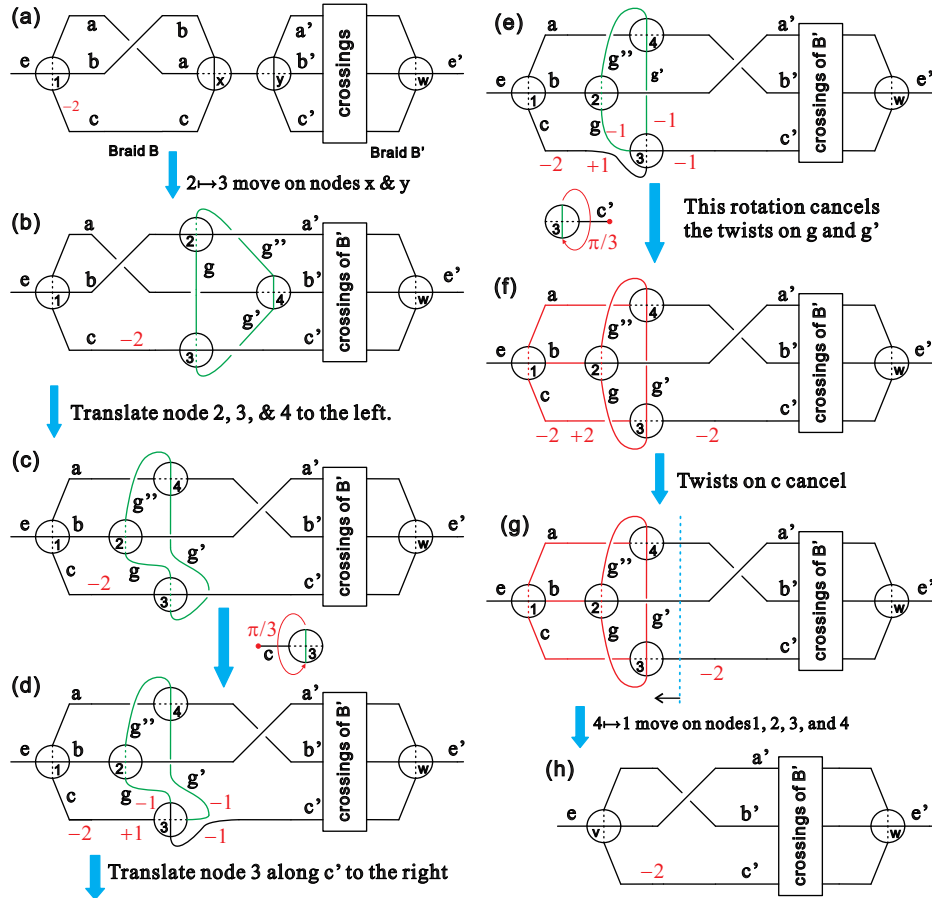 (a)
a b a'
e 1 b a x y b' w e'
−2
c c c'
crossings
Braid B Braid B'
2↦3 move on nodes x & y
(b)
a 2 a'
g g''
e 1 b 4 b' w e'
g'
c −2 3 c'
crossings of B'
Translate node 2, 3, & 4 to the left.
(c)
a 4 a'
g''
e 1 b 2 b' w e'
g g'
c −2 3 c'
crossings of B'
π/3
c 3
(d)
a 4 a'
g''
e 1 b 2 b' w e'
g −1 g' −1
c −2 +1 3 −1 c'
crossings of B'
Translate node 3 along c' to the right
(e)
a 4 a'
g'' g'
e 1 b 2 b' w e'
g −1 −1
c −2 +1 3 −1 c'
crossings of B'
3 c' π/3
This rotation cancels
the twists on g and g'
(f)
a 4 a'
g''
e 1 b 2 b' w e'
g g'
c −2 +2 3 −2 c'
crossings of B'
Twists on c cancel
(g)
a 4 a'
g''
e 1 b 2 b' w e'
g g'
c 3 −2 c'
crossings of B'
4↦1 move on nodes1, 2, 3, and 4
(h)
a'
e v b' w e'
−2 c'
crossings of B'